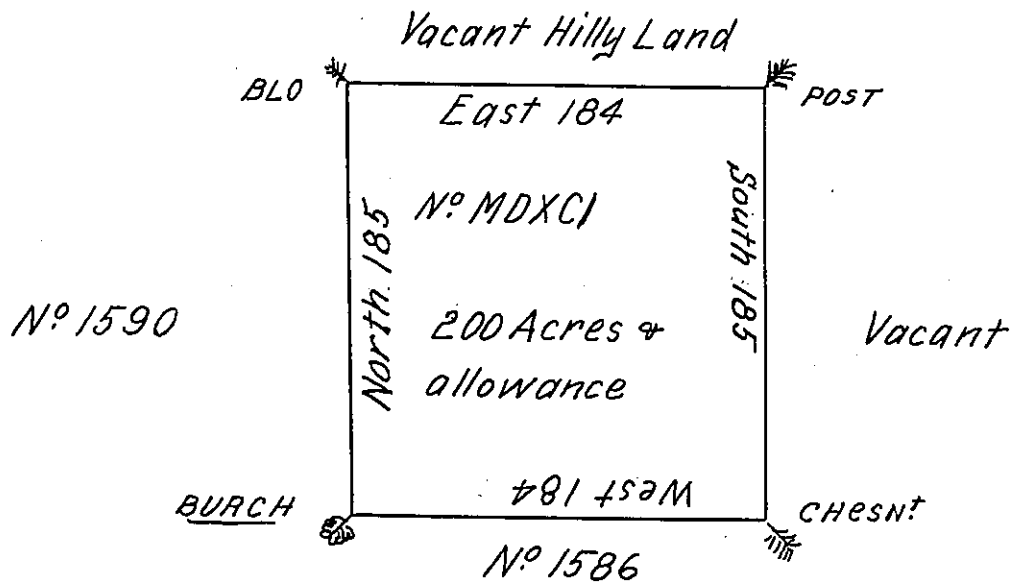 Vacant Hilly Land
BLO
POST
East 184
Nº MDXCI
North 185
South 185
Nº 1590
200 Acres &
allowance
Vacant
West 184
BURCH
CHESNt
Nº 1586